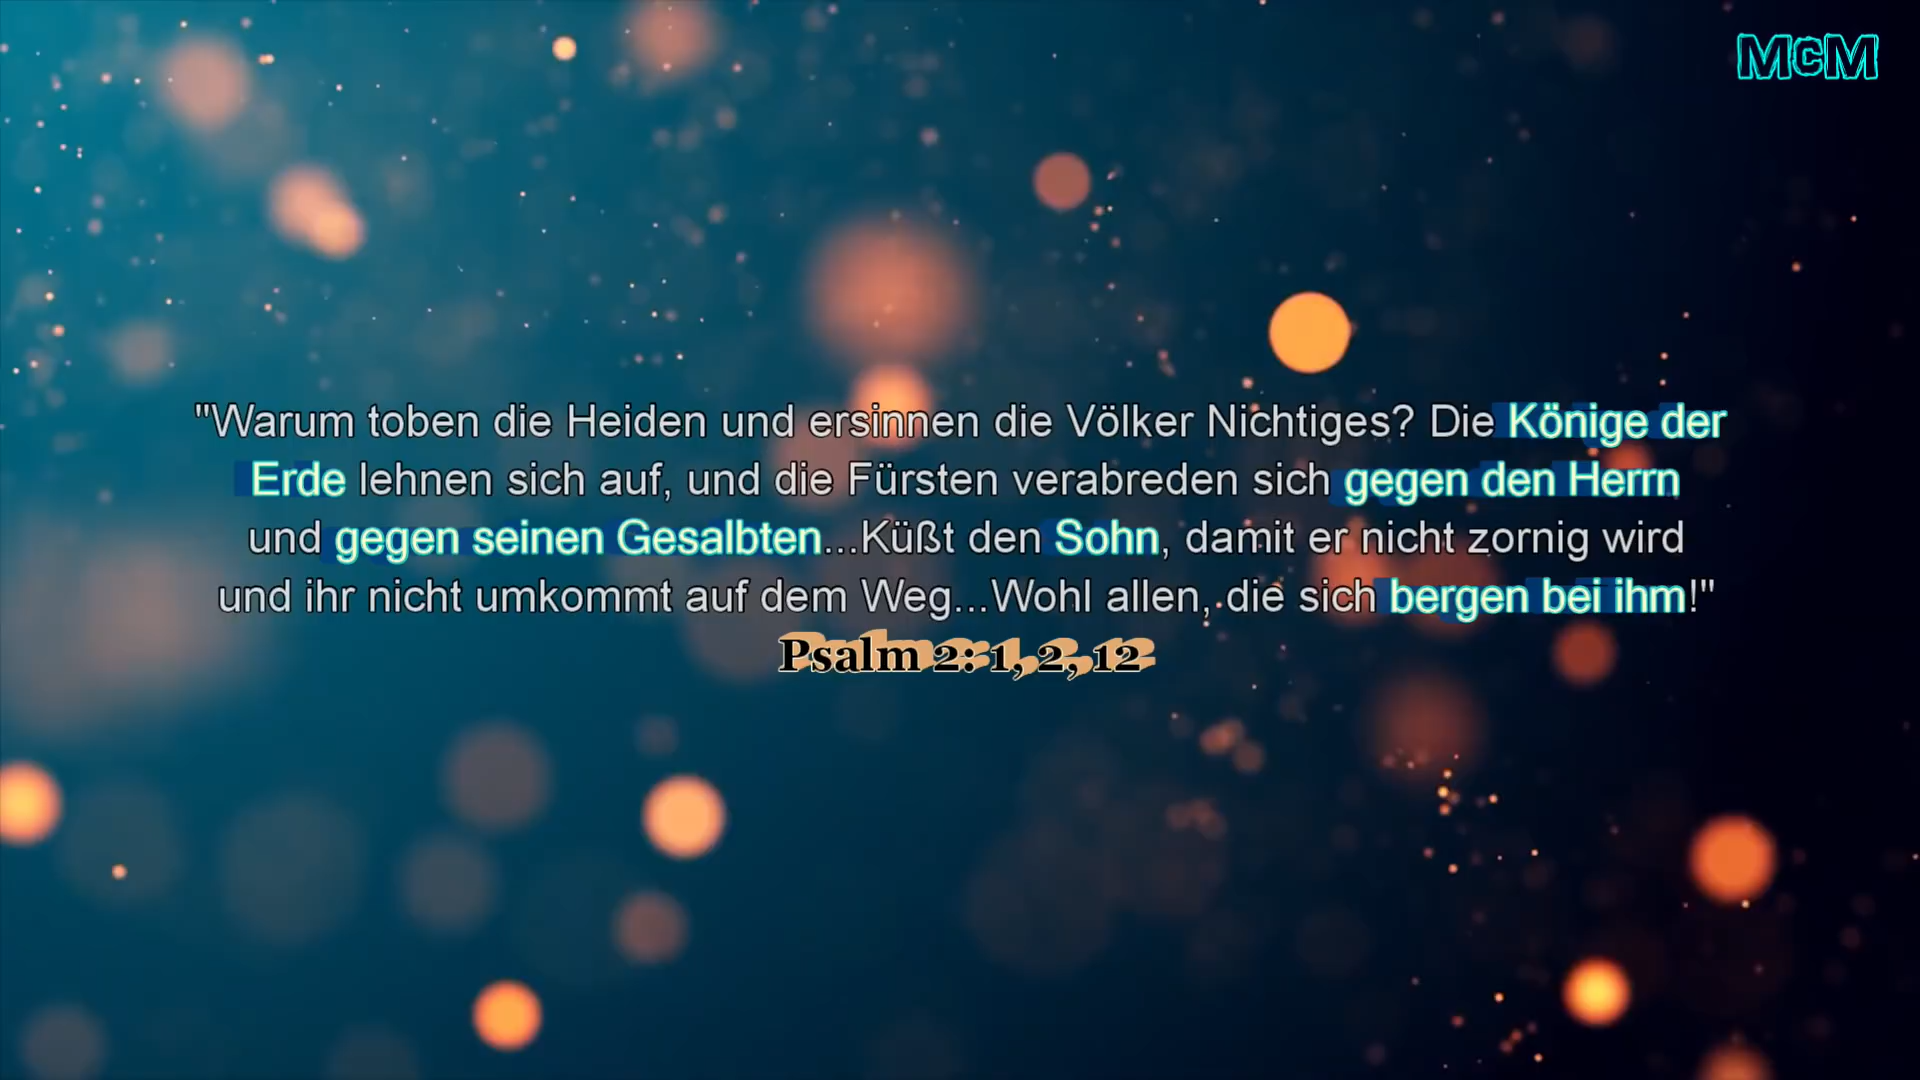 McM
"Warum toben die Heiden und ersinnen die Völker Nichtiges? Die Könige der
Erde lehnen sich auf, und die Fürsten verabreden sich gegen den Herrn
und gegen seinen Gesalbten...Küßt den Sohn, damit er nicht zornig wird
und ihr nicht umkommt auf dem Weg...Wohl allen, die sich bergen bei ihm!"
Psalm 2: 1, 2, 12